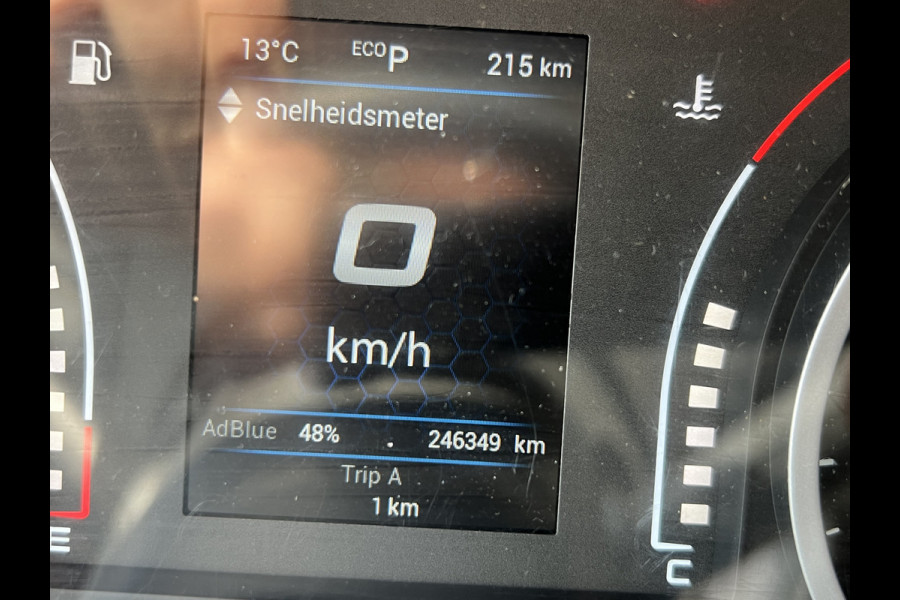 13°C ECO P 215 km
Snelheidsmeter
0
km/h
AdBlue 48% . 246349 km
Trip A
1 km
E
C